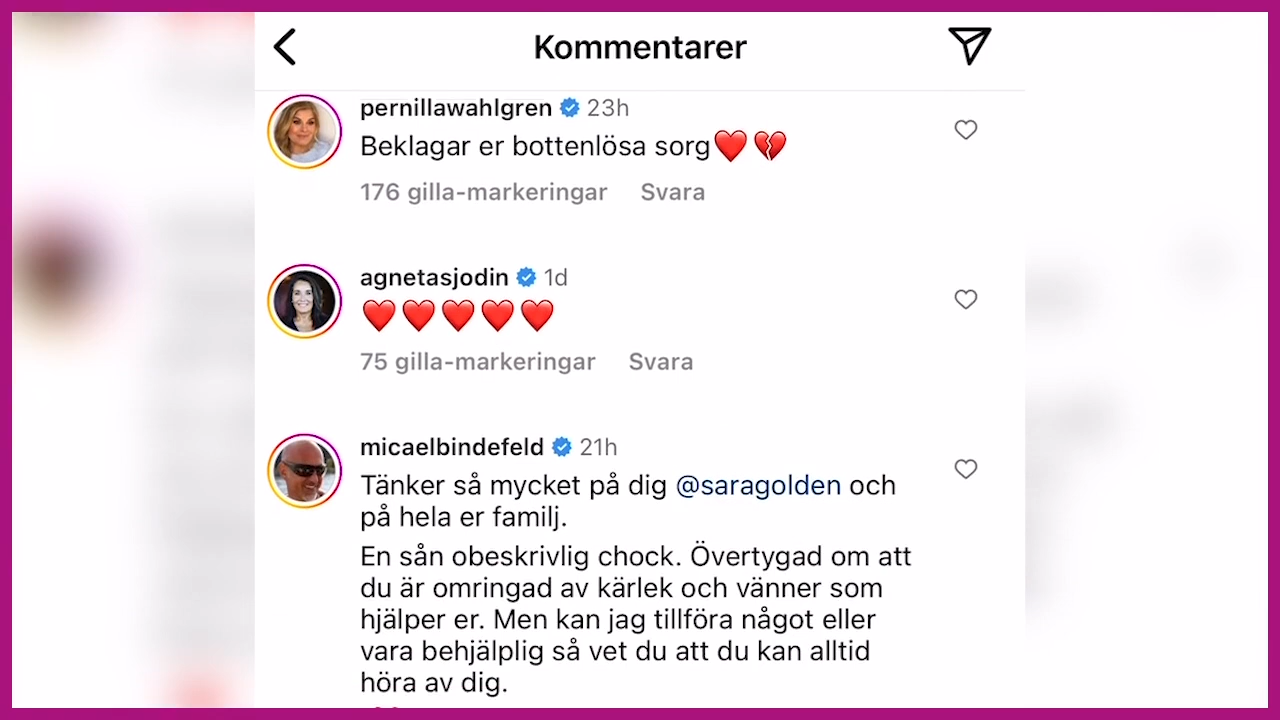 Kommentarer
pernillawahlgren 23h
Beklagar er bottenlösa sorg❤️💔
176 gilla-markeringar Svara
agnetasjodin 1d
❤️❤️❤️❤️❤️
75 gilla-markeringar Svara
micaelbindefeld 21h
Tänker så mycket på dig @saragolden och
på hela er familj.
En sån obeskrivlig chock. Övertygad om att
du är omringad av kärlek och vänner som
hjälper er. Men kan jag tillföra något eller
vara behjälplig så vet du att du kan alltid
höra av dig.